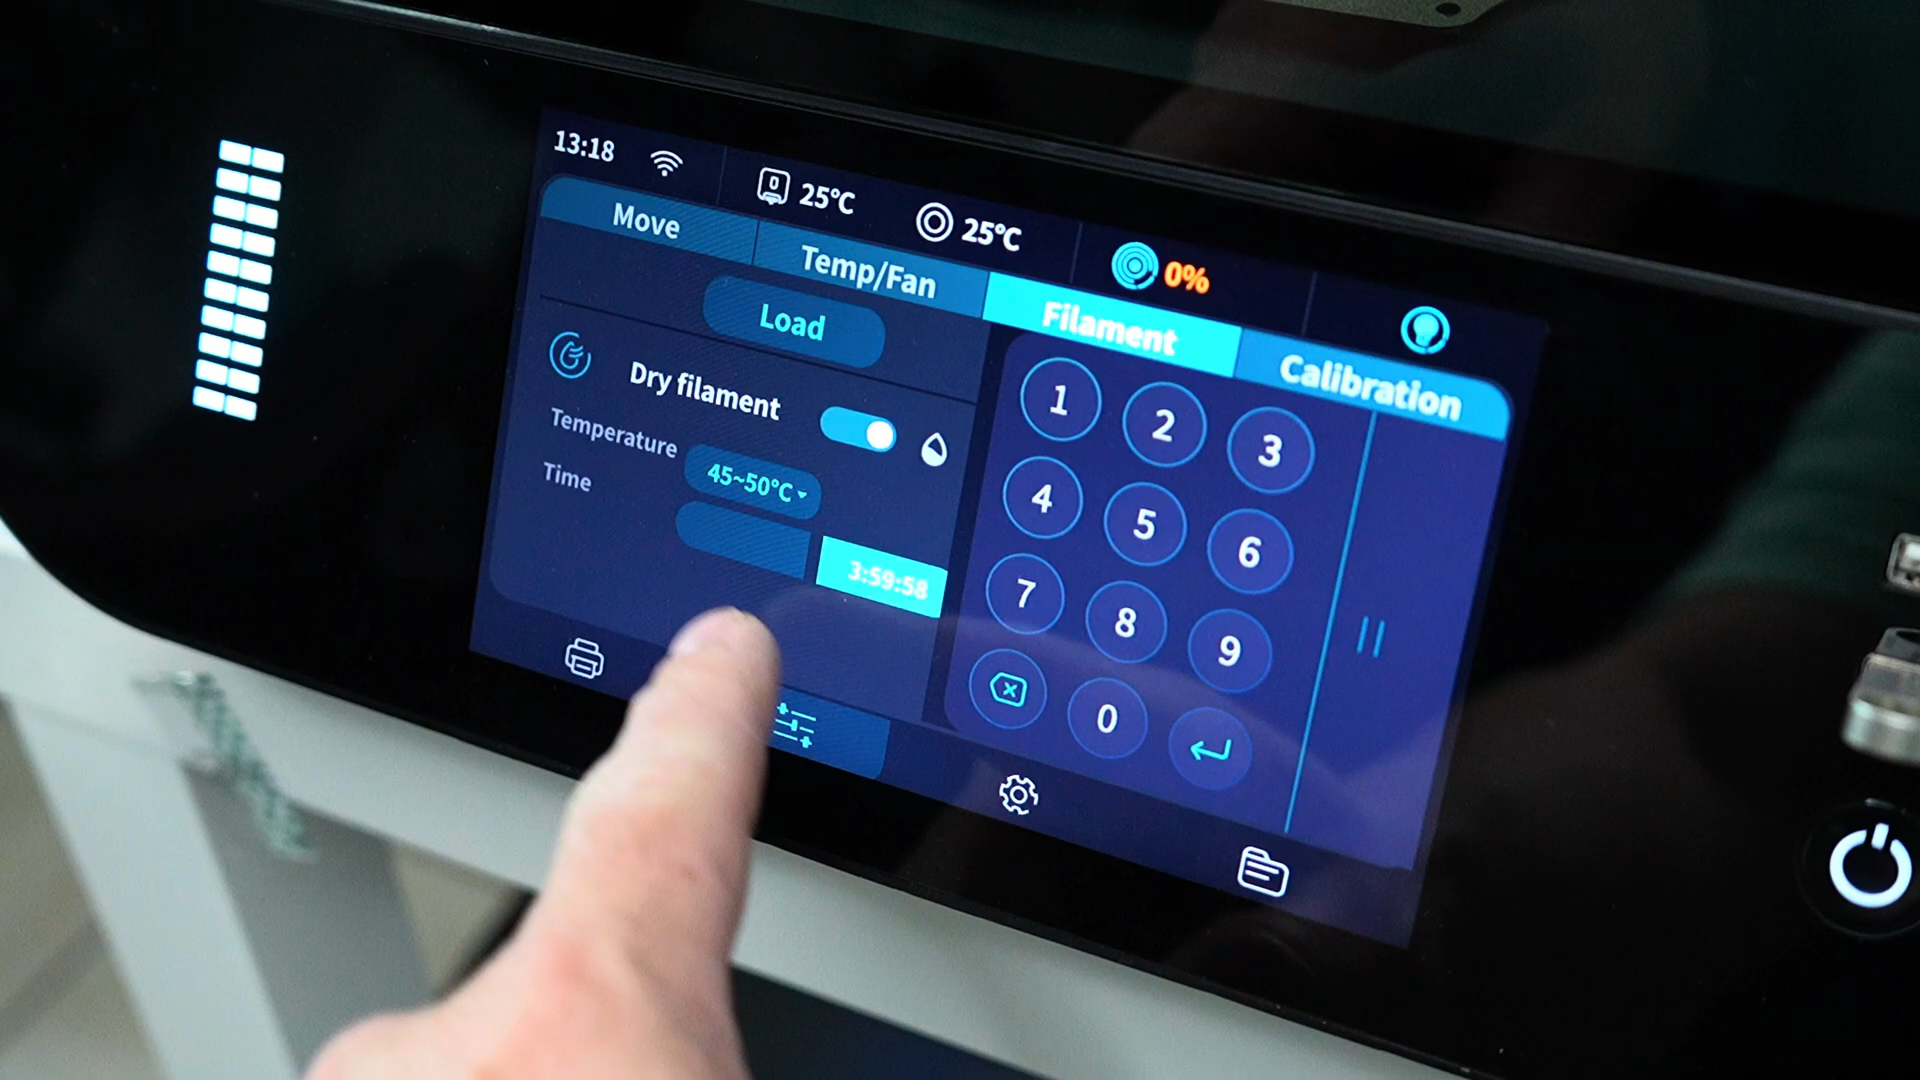 13:18
0 25℃
25℃
0%
Move
Temp/Fan
Filament
Calibration
Load
Dry filament
Temperature
45~50℃
Time
3:59:58
1 2 3
4 5 6
7 8 9
0